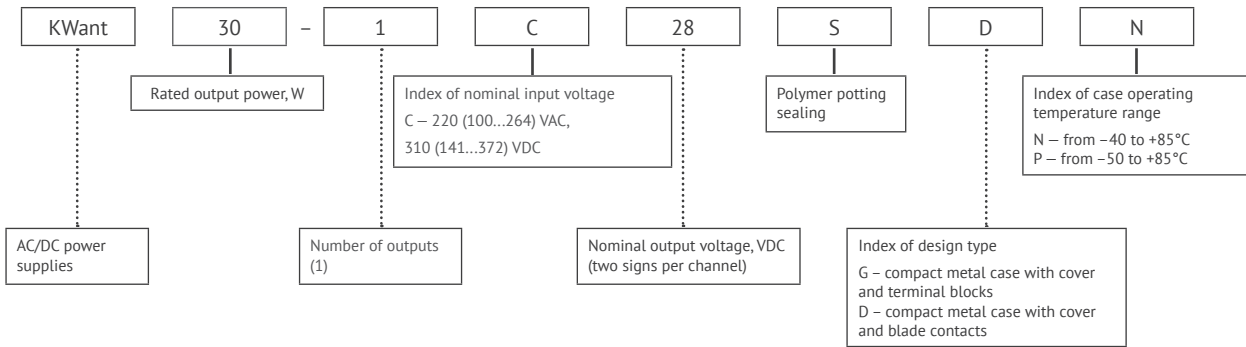 KWant 30 – 1 C 28 S D N
Rated output power, W
Index of nominal input voltage
C — 220 (100...264) VAC,
310 (141...372) VDC
Polymer potting
sealing
Index of case operating
temperature range
N — from –40 to +85°C
P — from –50 to +85°C
AC/DC power
supplies
Number of outputs
(1)
Nominal output voltage, VDC
(two signs per channel)
Index of design type
G – compact metal case with cover
and terminal blocks
D – compact metal case with cover
and blade contacts